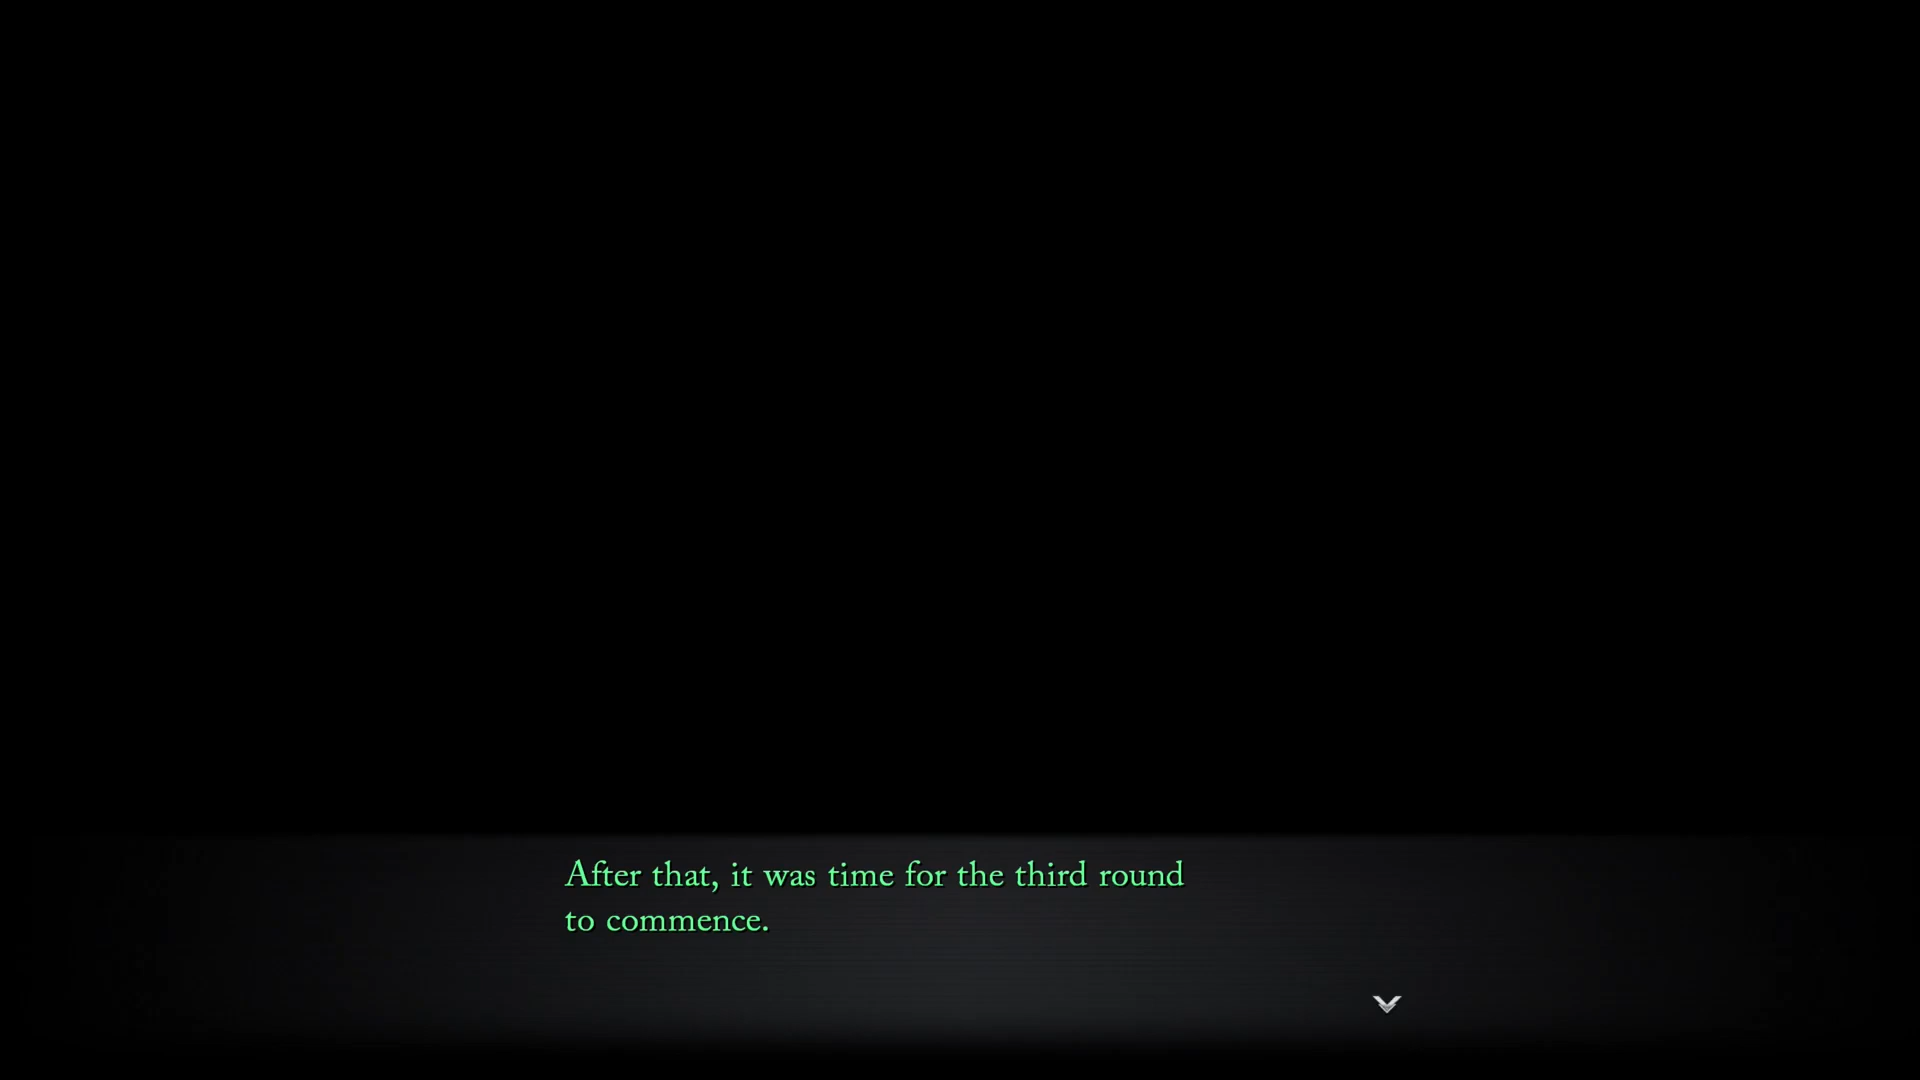 After that, it was time for the third round
to commence.